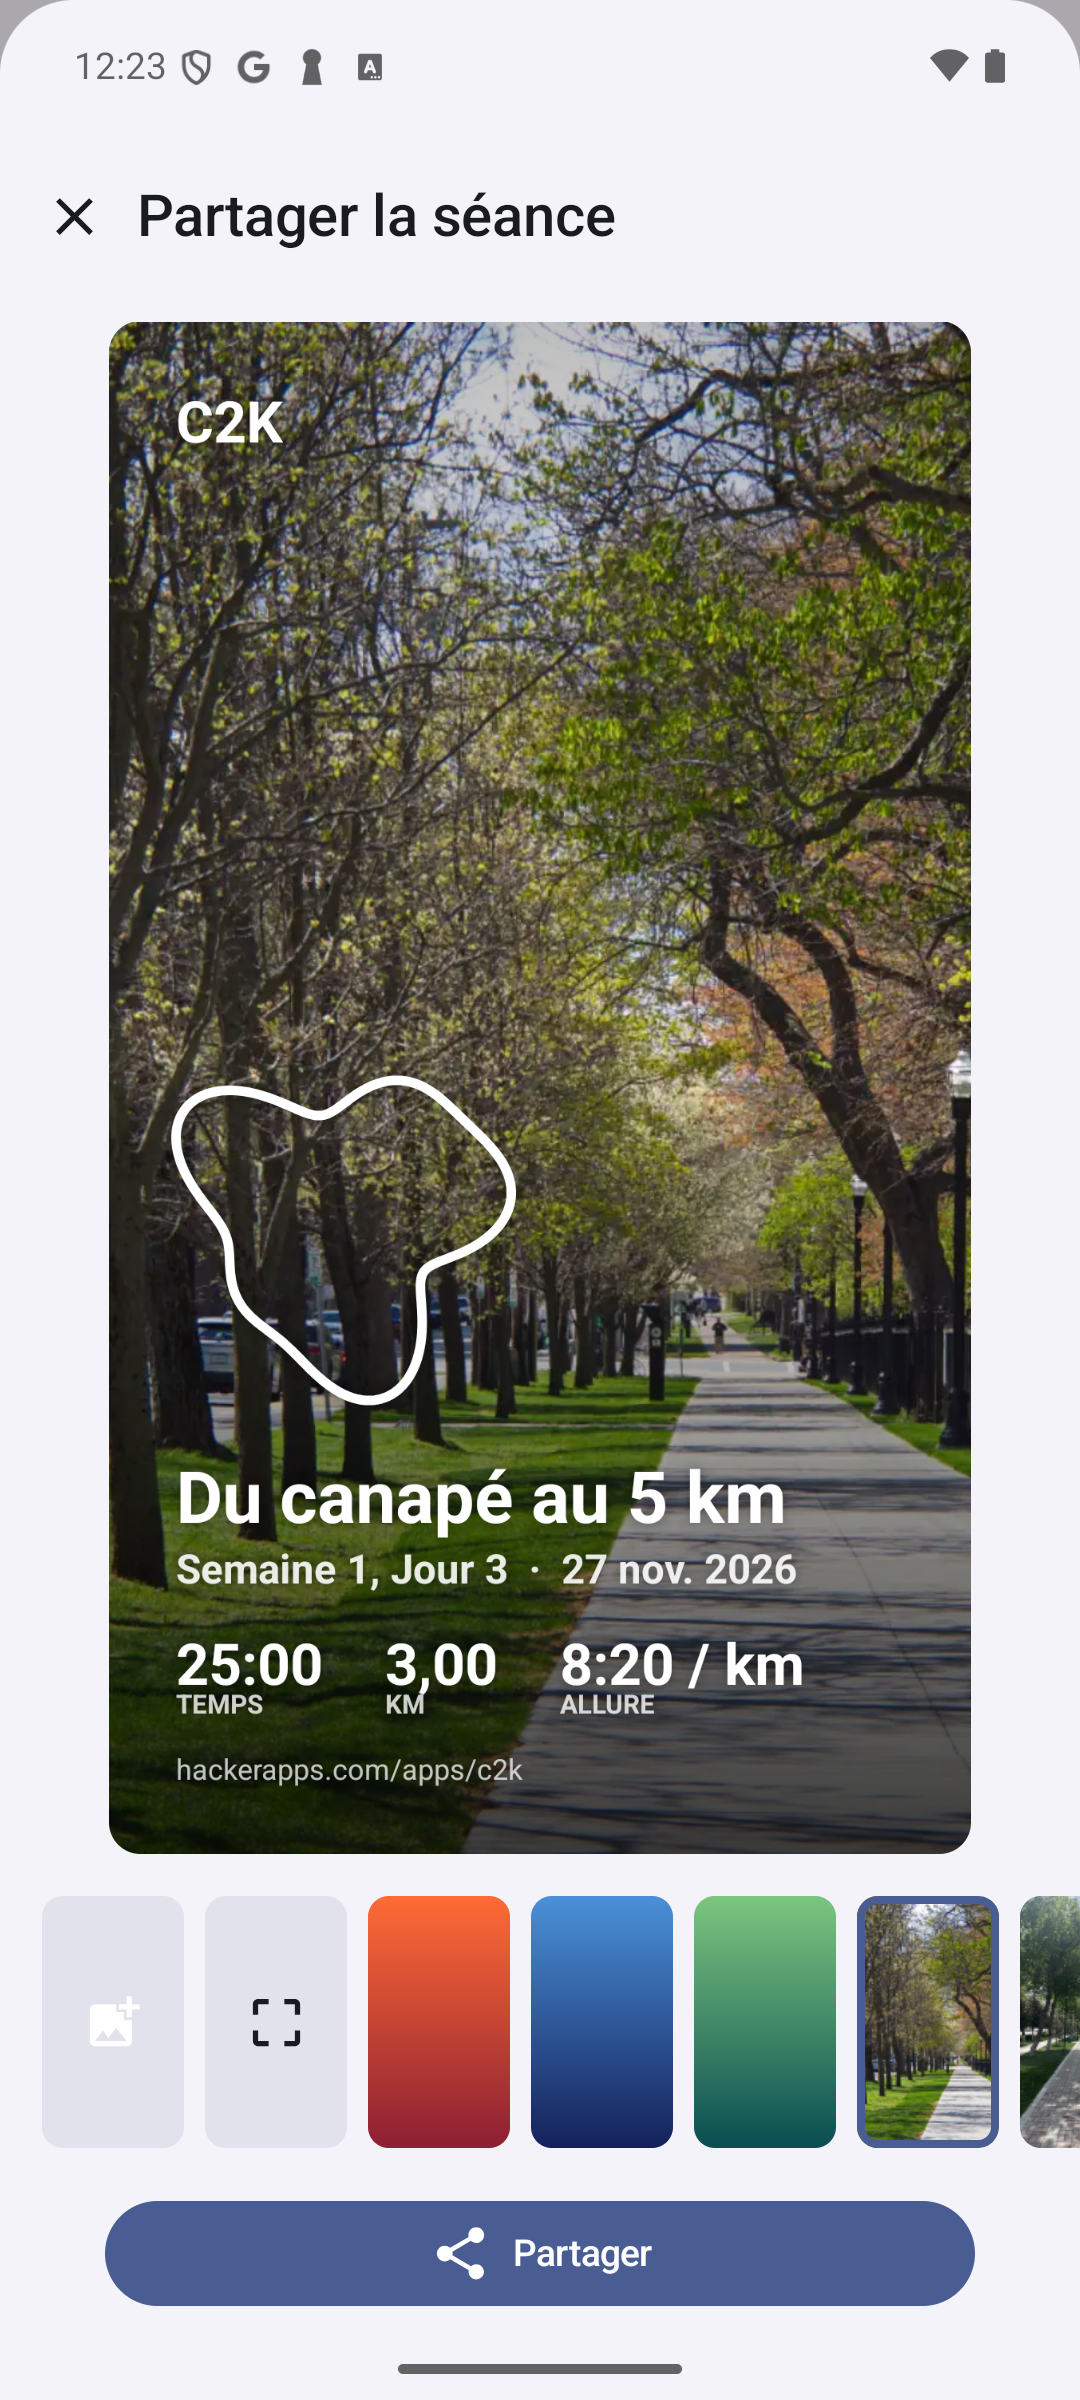 12:23
Partager la séance
C2K
Du canapé au 5 km
Semaine 1, Jour 3 · 27 nov. 2026
25:00 3,00 8:20 / km
TEMPS KM ALLURE
hackerapps.com/apps/c2k
Partager